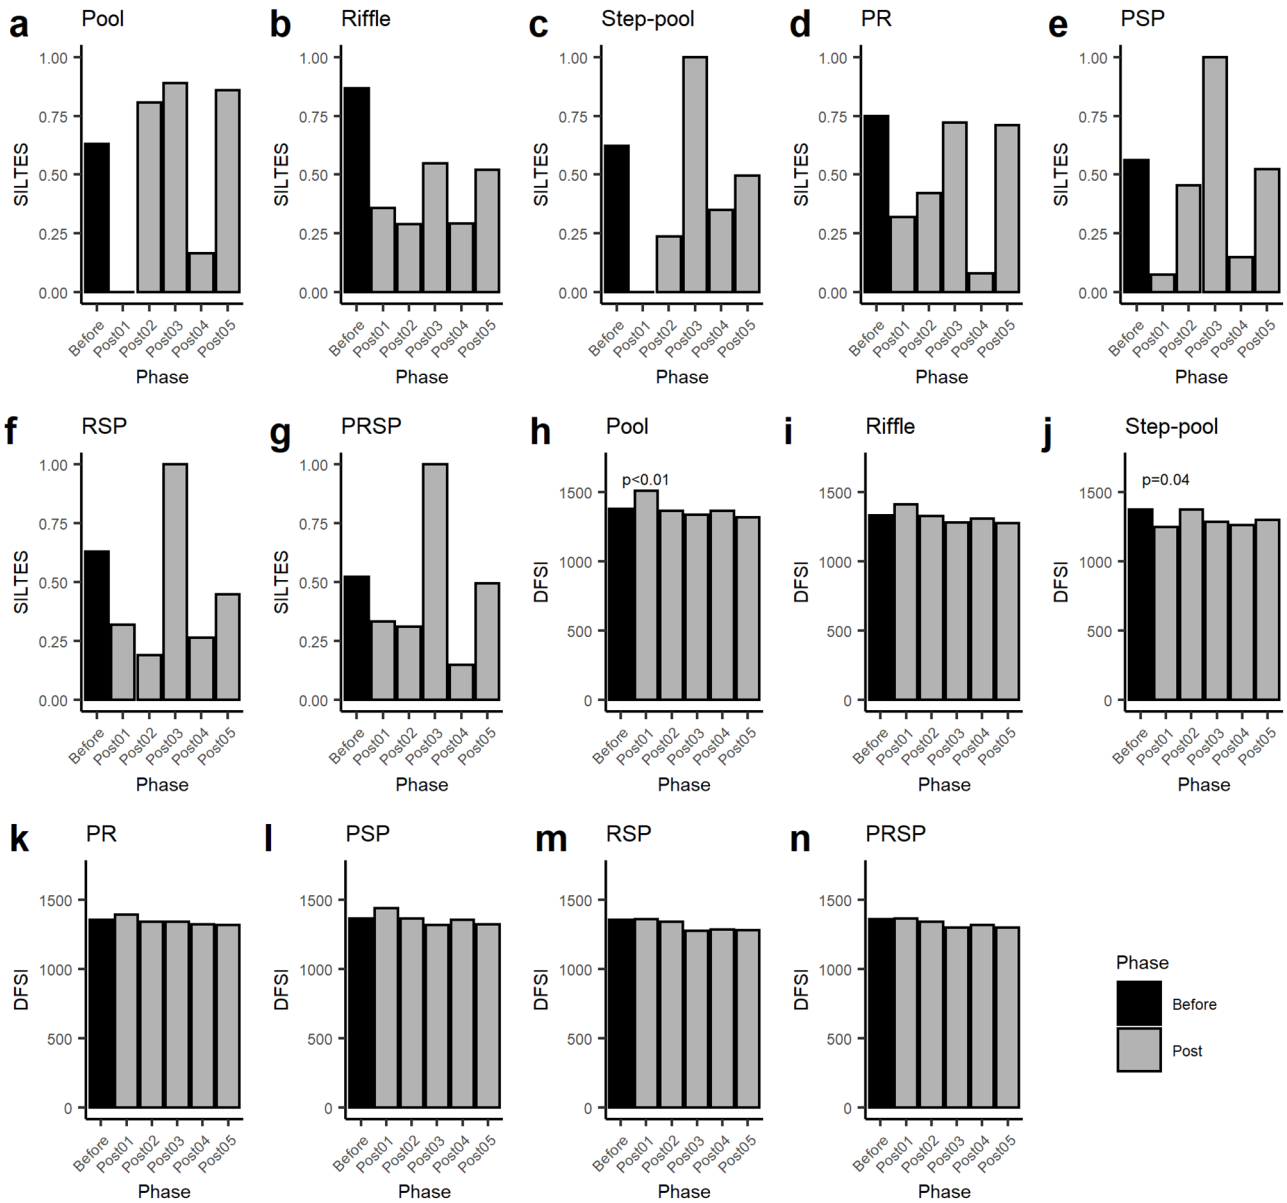 a Pool
b Riffle
c Step-pool
d PR
e PSP
SILTES
1.00
0.75
0.50
0.25
0.00
Before Post01 Post02 Post03 Post04 Post05
Phase
SILTES
1.00
0.75
0.50
0.25
0.00
Before Post01 Post02 Post03 Post04 Post05
Phase
SILTES
1.00
0.75
0.50
0.25
0.00
Before Post01 Post02 Post03 Post04 Post05
Phase
SILTES
1.00
0.75
0.50
0.25
0.00
Before Post01 Post02 Post03 Post04 Post05
Phase
SILTES
1.00
0.75
0.50
0.25
0.00
Before Post01 Post02 Post03 Post04 Post05
Phase
f RSP
g PRSP
h Pool
i Riffle
j Step-pool
SILTES
1.00
0.75
0.50
0.25
0.00
Before Post01 Post02 Post03 Post04 Post05
Phase
SILTES
1.00
0.75
0.50
0.25
0.00
Before Post01 Post02 Post03 Post04 Post05
Phase
DFSI
p<0.01
1500
1000
500
0
Before Post01 Post02 Post03 Post04 Post05
Phase
DFSI
1500
1000
500
0
Before Post01 Post02 Post03 Post04 Post05
Phase
DFSI
p=0.04
1500
1000
500
0
Before Post01 Post02 Post03 Post04 Post05
Phase
k PR
l PSP
m RSP
n PRSP
DFSI
1500
1000
500
0
Before Post01 Post02 Post03 Post04 Post05
Phase
DFSI
1500
1000
500
0
Before Post01 Post02 Post03 Post04 Post05
Phase
DFSI
1500
1000
500
0
Before Post01 Post02 Post03 Post04 Post05
Phase
DFSI
1500
1000
500
0
Before Post01 Post02 Post03 Post04 Post05
Phase
Phase
Before
Post